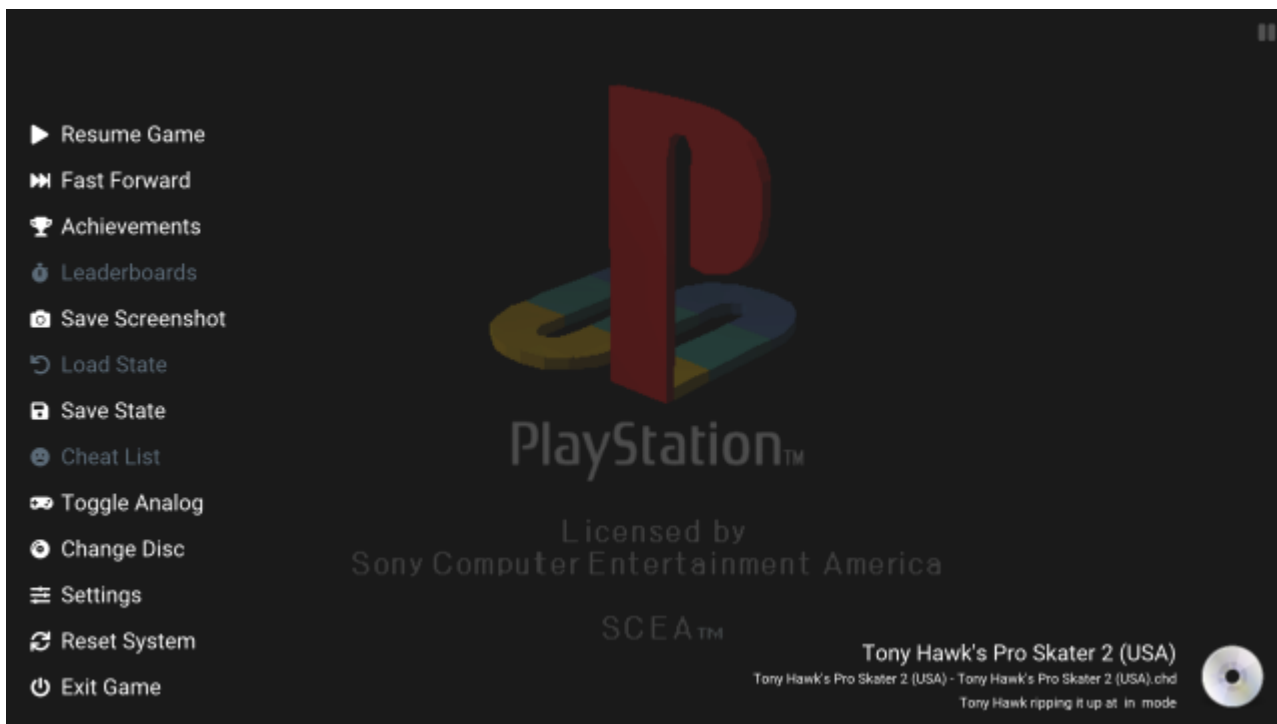 Resume Game
Fast Forward
Achievements
Leaderboards
Save Screenshot
Load State
Save State
Cheat List
Toggle Analog
Change Disc
Settings
Reset System
Exit Game
PlayStation™
Licensed by
Sony Computer Entertainment America
SCEA™
Tony Hawk's Pro Skater 2 (USA)
Tony Hawk's Pro Skater 2 (USA) - Tony Hawk's Pro Skater 2 (USA).chd
Tony Hawk ripping it up at in mode